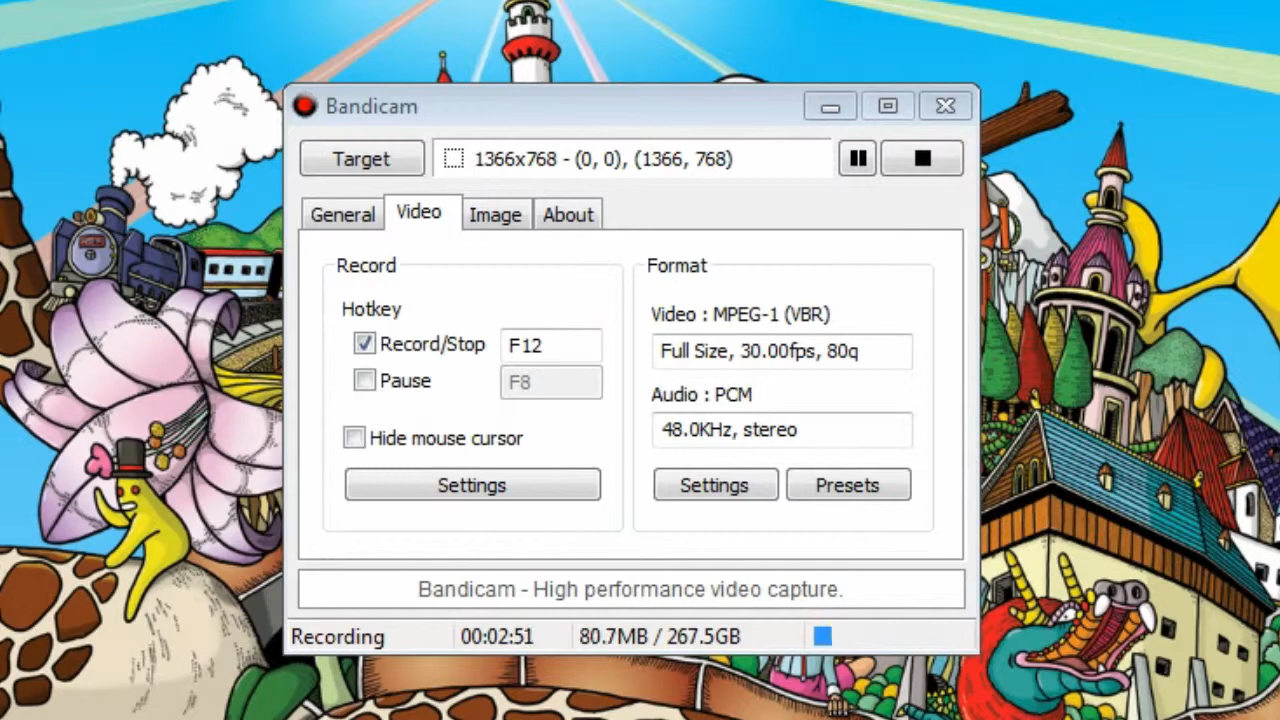 Bandicam
Target 1366x768 - (0, 0), (1366, 768)
General Video Image About
Record
Hotkey
Record/Stop F12
Pause F8
Hide mouse cursor
Settings
Format
Video : MPEG-1 (VBR)
Full Size, 30.00fps, 80q
Audio : PCM
48.0KHz, stereo
Settings Presets
Bandicam - High performance video capture.
Recording 00:02:51 80.7MB / 267.5GB